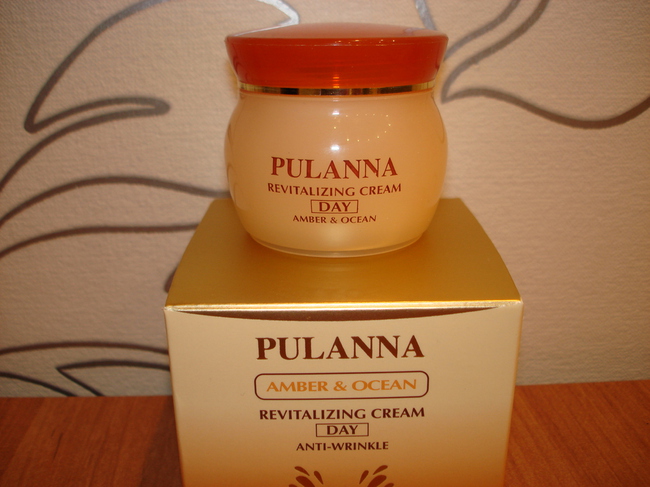 PULANNA
REVITALIZING CREAM
DAY
AMBER & OCEAN
PULANNA
AMBER & OCEAN
REVITALIZING CREAM
DAY
ANTI-WRINKLE